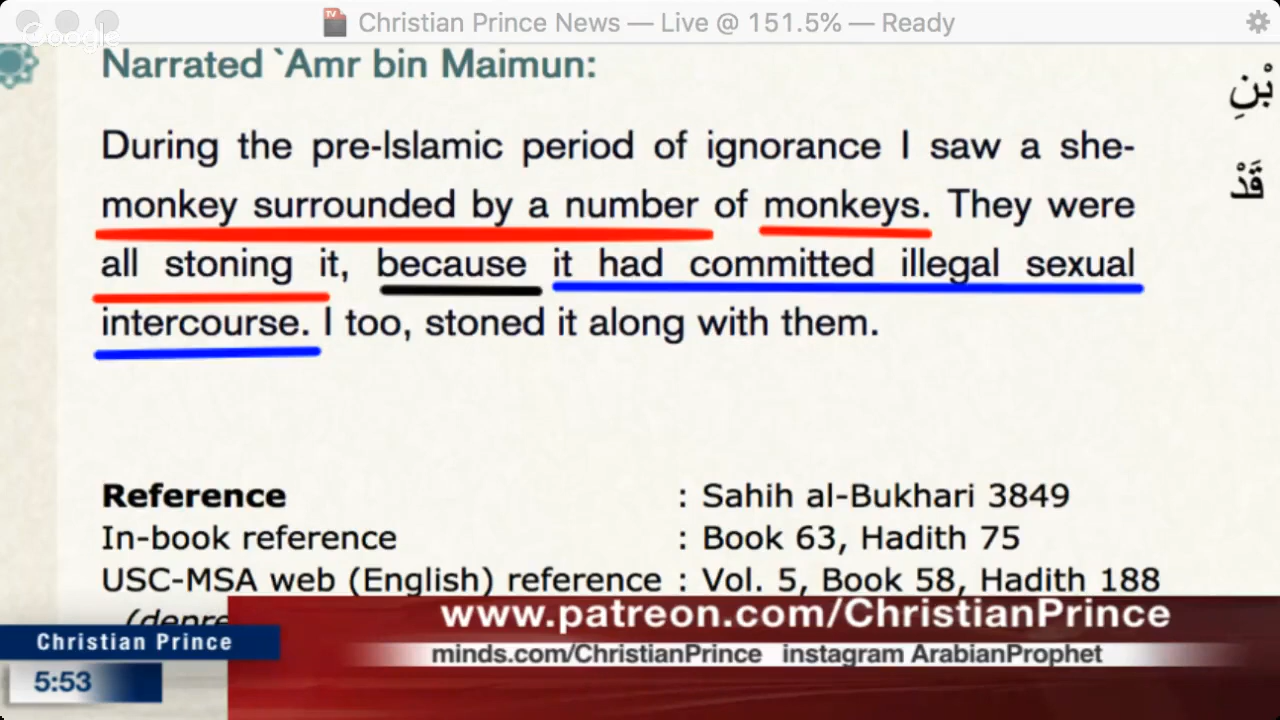 Christian Prince News — Live @ 151.5% — Ready
Google
Narrated `Amr bin Maimun:
بْنِ
During the pre-Islamic period of ignorance I saw a she-
قَدْ
monkey surrounded by a number of monkeys. They were
all stoning it, because it had committed illegal sexual
intercourse. I too, stoned it along with them.
Reference : Sahih al-Bukhari 3849
In-book reference : Book 63, Hadith 75
USC-MSA web (English) reference : Vol. 5, Book 58, Hadith 188
www.patreon.com/ChristianPrince
Christian Prince
minds.com/ChristianPrince instagram ArabianProphet
5:53